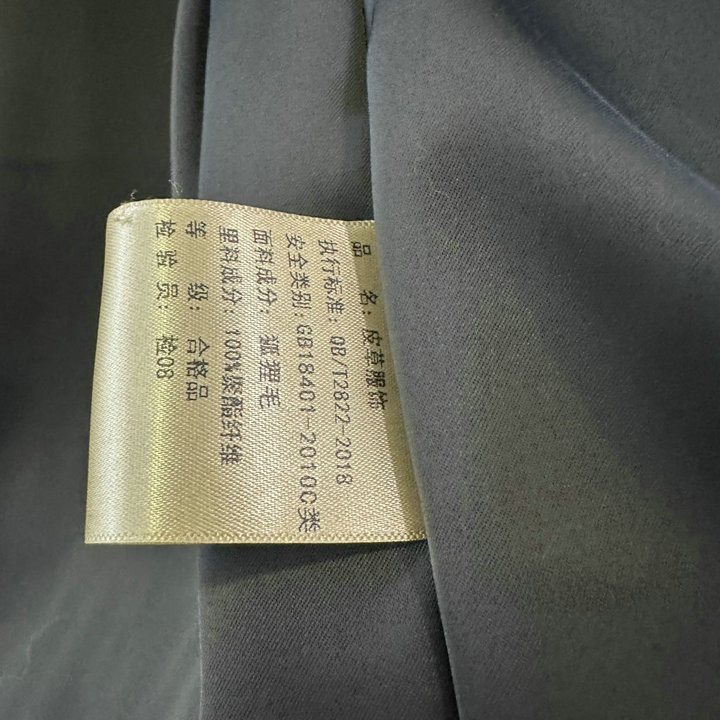 品 名: 皮草服饰
执行标准: QB/T2822-2018
安全类别: GB18401-2010C类
面料成分: 狐狸毛
里料成分: 100%聚酯纤维
等 级: 合格品
检 验 员: 检08